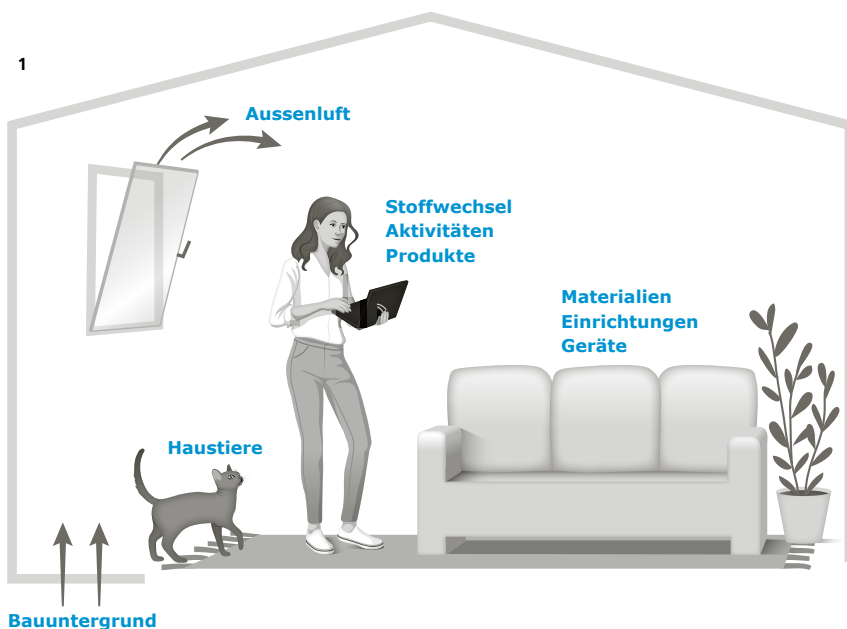 1
Aussenluft
Stoffwechsel
Aktivitäten
Produkte
Materialien
Einrichtungen
Geräte
Haustiere
Bauuntergrund